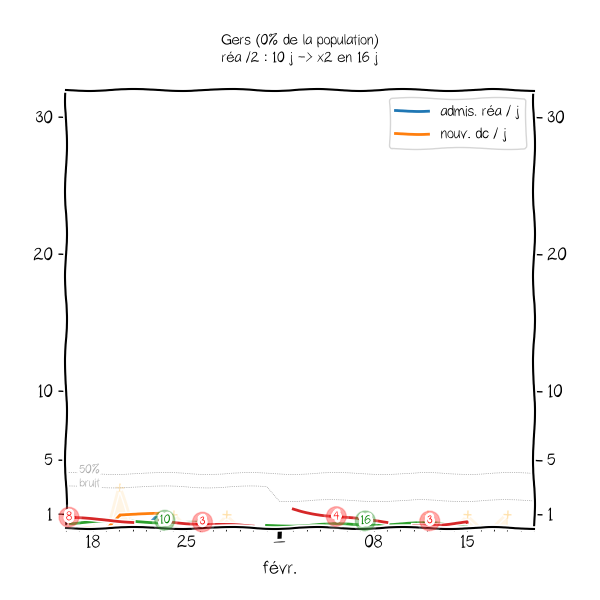 Gers (0% de la population)
réa /2 : 10 j -> x2 en 16 j
admis. réa / j
nouv. dc / j
30 30
20 20
10 10
5 5
50%
bruit
1 1
8 10 3 4 16 3
18 25 1 08
févr.